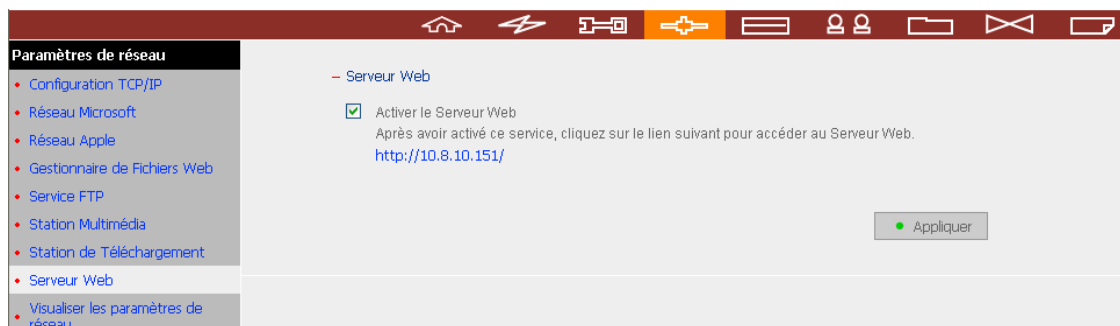 Paramètres de réseau
• Configuration TCP/IP
• Réseau Microsoft
• Réseau Apple
• Gestionnaire de Fichiers Web
• Service FTP
• Station Multimédia
• Station de Téléchargement
• Serveur Web
• Visualiser les paramètres de
réseau
– Serveur Web
Activer le Serveur Web
Après avoir activé ce service, cliquez sur le lien suivant pour accéder au Serveur Web.
http://10.8.10.151/
Appliquer